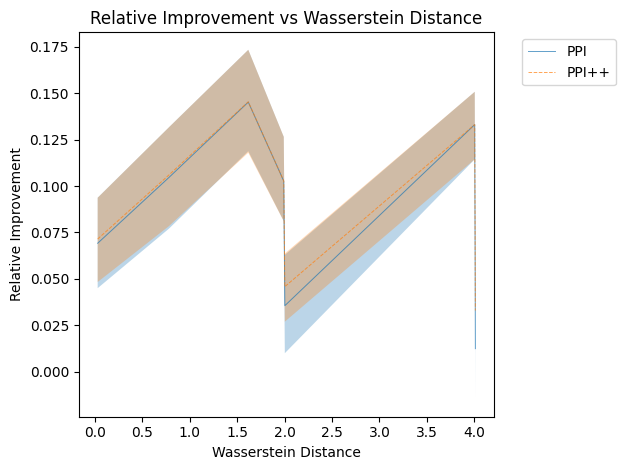 Relative Improvement vs Wasserstein Distance
PPI
PPI++
0.175
0.150
0.125
0.100
0.075
0.050
0.025
0.000
Relative Improvement
0.0 0.5 1.0 1.5 2.0 2.5 3.0 3.5 4.0
Wasserstein Distance